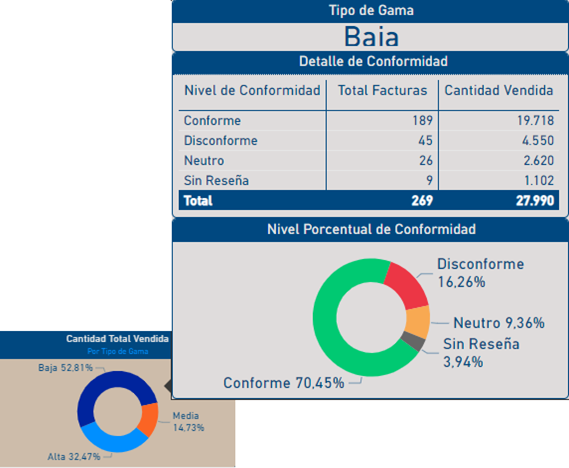 Tipo de Gama
Baja
Detalle de Conformidad
Nivel de Conformidad Total Facturas Cantidad Vendida
Conforme 189 19.718
Disconforme 45 4.550
Neutro 26 2.620
Sin Reseña 9 1.102
Total 269 27.990
Nivel Porcentual de Conformidad
Disconforme
16,26%
Neutro 9,36%
Sin Reseña
3,94%
Conforme 70,45%
Cantidad Total Vendida
Por Tipo de Gama
Baja 52,81%
Media
14,73%
Alta 32,47%